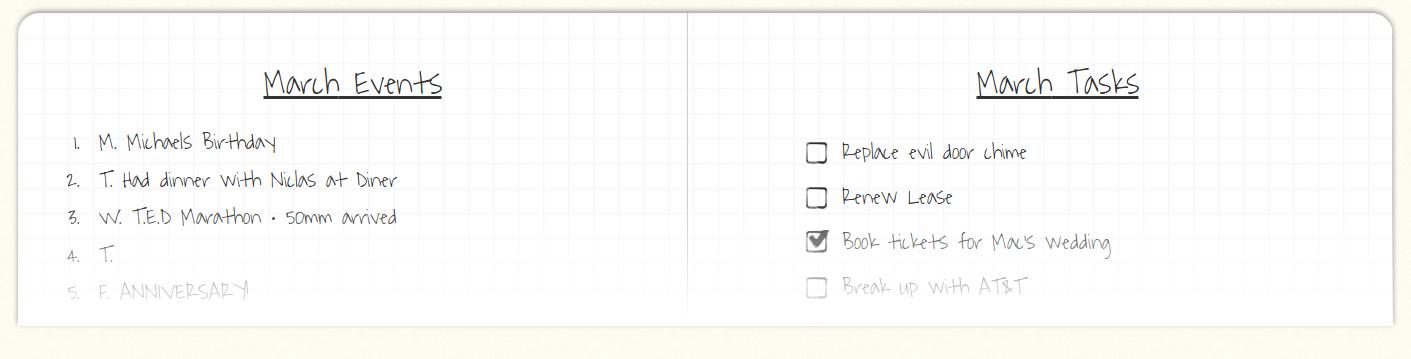 March Events
1. M. Michaels Birthday
2. T. Had dinner with Niclas at Diner
3. W. T.E.D Marathon • 50mm arrived
4. T.
5. F. ANNIVERSARY!
March Tasks
Replace evil door chime
Renew Lease
Book tickets for Mac's wedding
Break up with AT&T